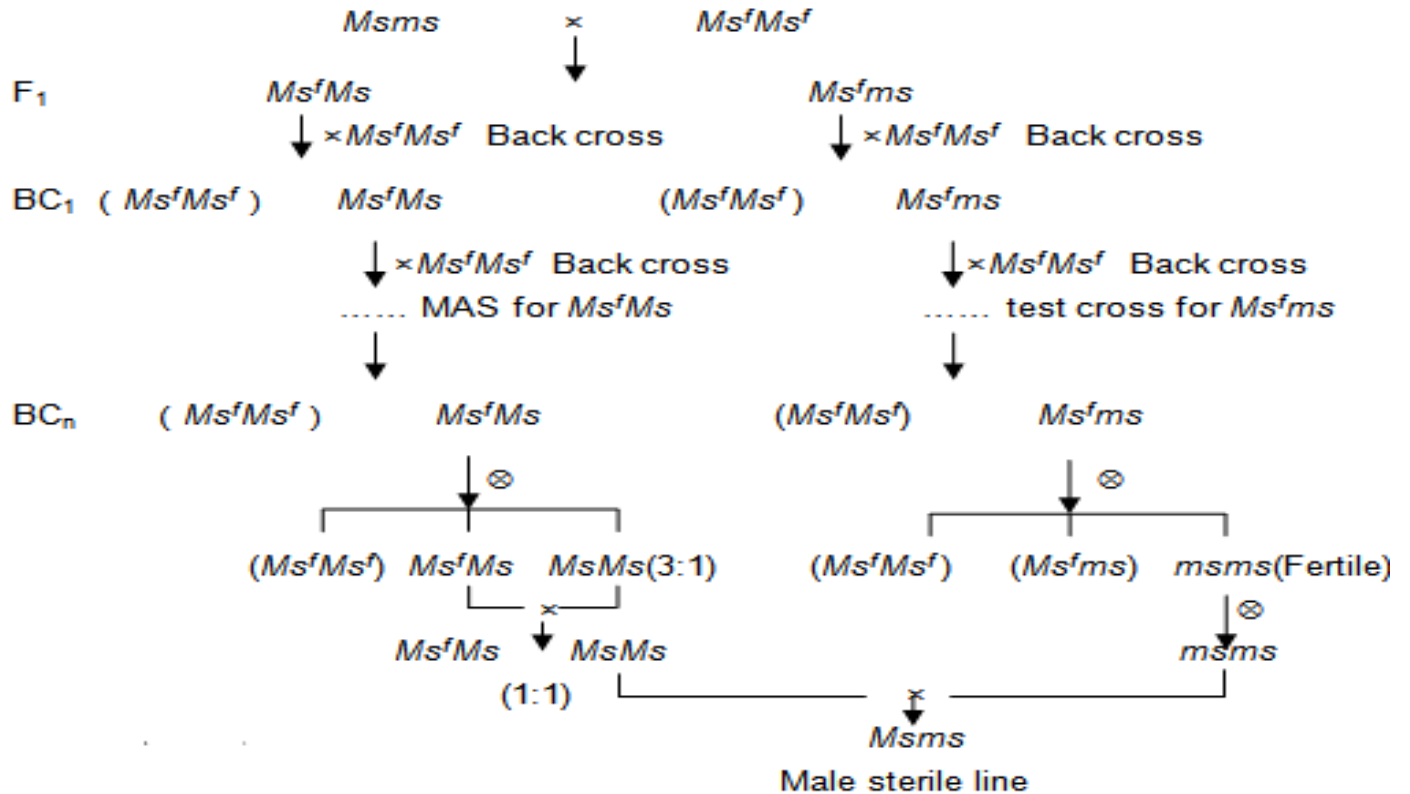 Msms × MsᶠMsᶠ
F₁ MsᶠMs Msᶠms
×MsᶠMsᶠ Back cross ×MsᶠMsᶠ Back cross
BC₁ ( MsᶠMsᶠ ) MsᶠMs (MsᶠMsᶠ) Msᶠms
×MsᶠMsᶠ Back cross ×MsᶠMsᶠ Back cross
…… MAS for MsᶠMs …… test cross for Msᶠms
BCₙ ( MsᶠMsᶠ ) MsᶠMs (MsᶠMsᶠ) Msᶠms
⊗ ⊗
(MsᶠMsᶠ) MsᶠMs MsMs(3:1) (MsᶠMsᶠ) (Msᶠms) msms(Fertile)
× ⊗
MsᶠMs MsMs msms
(1:1) ×
Msms
Male sterile line